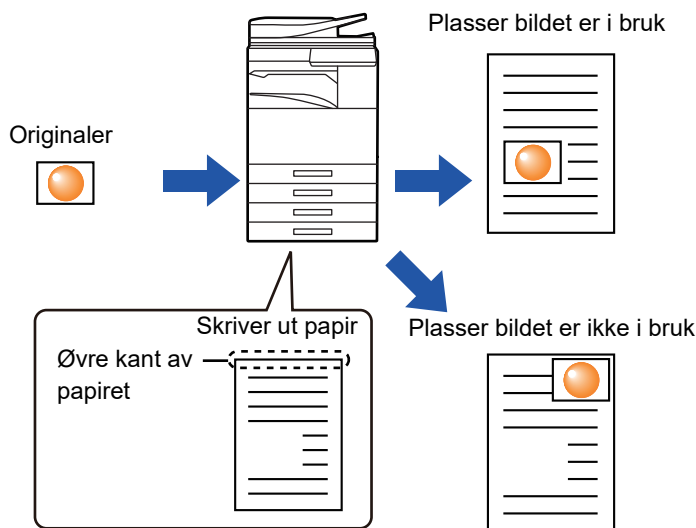 Plasser bildet er i bruk
Originaler
Skriver ut papir
Øvre kant av
papiret
Plasser bildet er ikke i bruk